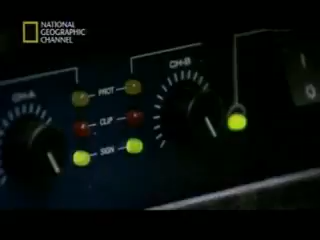 NATIONAL
GEOGRAPHIC
CHANNEL
CH-A
CH-B
PROT
CLIP
SIGN
I
O